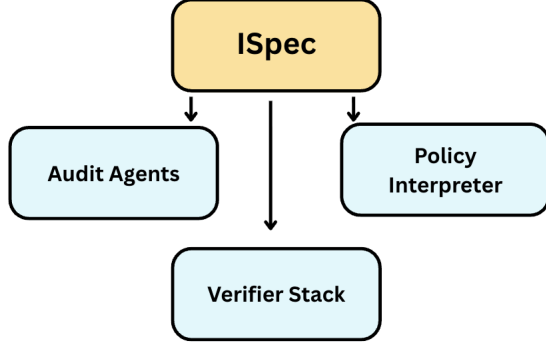 ISpec
Audit Agents
Policy
Interpreter
Verifier Stack